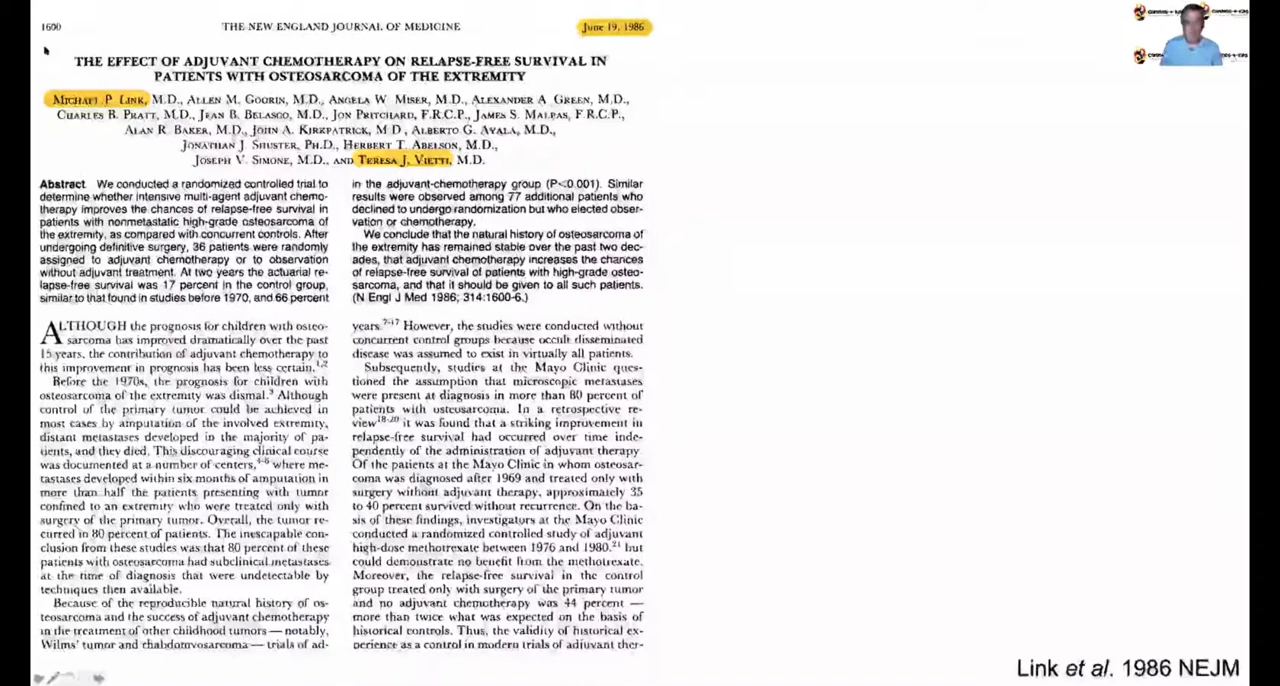 1600
THE NEW ENGLAND JOURNAL OF MEDICINE
June 19, 1986
THE EFFECT OF ADJUVANT CHEMOTHERAPY ON RELAPSE-FREE SURVIVAL IN
PATIENTS WITH OSTEOSARCOMA OF THE EXTREMITY
MICHAEL P. LINK, M.D., ALLEN M. GOORIN, M.D., ANGELA W. MISER, M.D., ALEXANDER A. GREEN, M.D.,
CHARLES B. PRATT, M.D., JEAN B. BELASCO, M.D., JON PRITCHARD, F.R.C.P., JAMES S. MALPAS, F.R.C.P.,
ALAN R. BAKER, M.D., JOHN A. KIRKPATRICK, M.D., ALBERTO G. AYALA, M.D.,
JONATHAN J. SHUSTER, PH.D., HERBERT T. ABELSON, M.D.,
JOSEPH V. SIMONE, M.D., AND TERESA J. VIETTI, M.D.
Abstract We conducted a randomized controlled trial to
determine whether intensive multi-agent adjuvant chemo-
therapy improves the chances of relapse-free survival in
patients with nonmetastatic high-grade osteosarcoma of
the extremity, as compared with concurrent controls. After
undergoing definitive surgery, 36 patients were randomly
assigned to adjuvant chemotherapy or to observation
without adjuvant treatment. At two years the actuarial re-
lapse-free survival was 17 percent in the control group,
similar to that found in studies before 1970, and 66 percent
in the adjuvant-chemotherapy group (P<0.001). Similar
results were observed among 77 additional patients who
declined to undergo randomization but who elected obser-
vation or chemotherapy.
We conclude that the natural history of osteosarcoma of
the extremity has remained stable over the past two dec-
ades, that adjuvant chemotherapy increases the chances
of relapse-free survival of patients with high-grade osteo-
sarcoma, and that it should be given to all such patients.
(N Engl J Med 1986; 314:1600-6.)
ALTHOUGH the prognosis for children with osteo-
sarcoma has improved dramatically over the past
15 years, the contribution of adjuvant chemotherapy to
this improvement in prognosis has been less certain.1,2
Before the 1970s, the prognosis for children with
osteosarcoma of the extremity was dismal.3 Although
control of the primary tumor could be achieved in
most cases by amputation of the involved extremity,
distant metastases developed in the majority of pa-
tients, and they died. This discouraging clinical course
was documented at a number of centers,4-6 where me-
tastases developed within six months of amputation in
more than half the patients presenting with tumor
confined to an extremity who were treated only with
surgery of the primary tumor. Overall, the tumor re-
curred in 80 percent of patients. The inescapable con-
clusion from these studies was that 80 percent of these
patients with osteosarcoma had subclinical metastases
at the time of diagnosis that were undetectable by
techniques then available.
Because of the reproducible natural history of os-
teosarcoma and the success of adjuvant chemotherapy
in the treatment of other childhood tumors — notably,
Wilms' tumor and rhabdomyosarcoma — trials of ad-
years.7-17 However, the studies were conducted without
concurrent control groups because occult disseminated
disease was assumed to exist in virtually all patients.
Subsequently, studies at the Mayo Clinic ques-
tioned the assumption that microscopic metastases
were present at diagnosis in more than 80 percent of
patients with osteosarcoma. In a retrospective re-
view18-20 it was found that a striking improvement in
relapse-free survival had occurred over time inde-
pendently of the administration of adjuvant therapy.
Of the patients at the Mayo Clinic in whom osteosar-
coma was diagnosed after 1969 and treated only with
surgery without adjuvant therapy, approximately 35
to 40 percent survived without recurrence. On the ba-
sis of these findings, investigators at the Mayo Clinic
conducted a randomized controlled study of adjuvant
high-dose methotrexate between 1976 and 1980,21 but
could demonstrate no benefit from the methotrexate.
Moreover, the relapse-free survival in the control
group treated only with surgery of the primary tumor
and no adjuvant chemotherapy was 44 percent —
more than twice what was expected on the basis of
historical controls. Thus, the validity of historical ex-
perience as a control in modern trials of adjuvant ther-
Link et al. 1986 NEJM